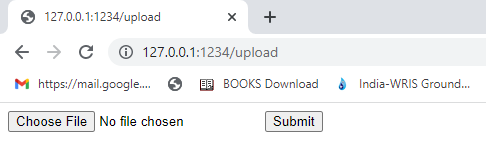 127.0.0.1:1234/upload
127.0.0.1:1234/upload
https://mail.google.... BOOKS Download India-WRIS Ground...
Choose File No file chosen Submit